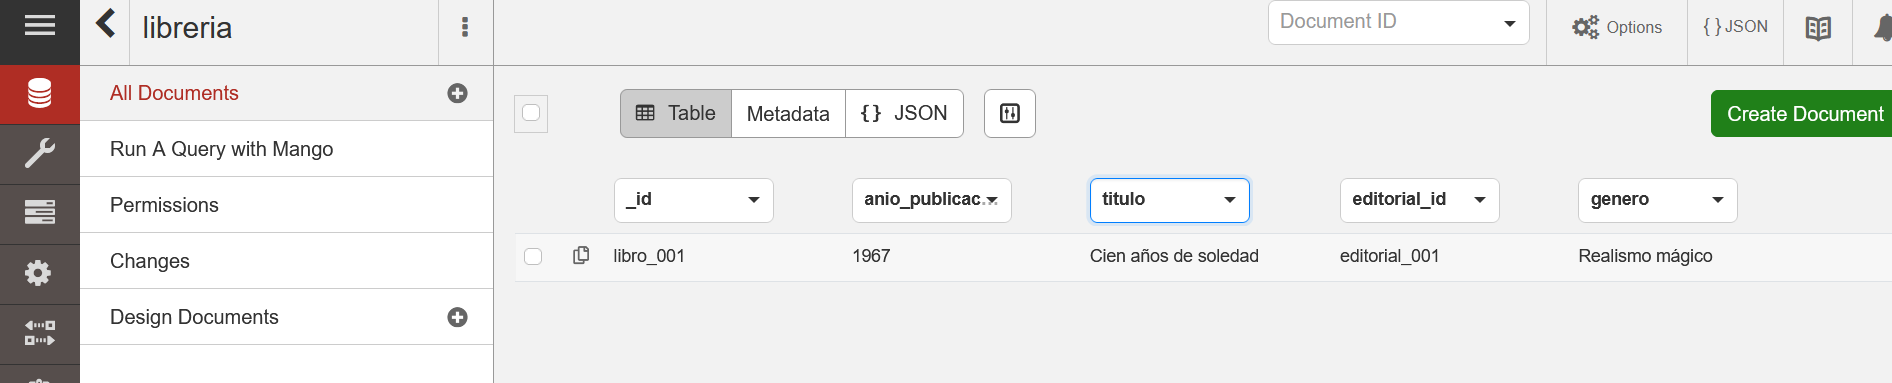 libreria
Document ID
Options
{ } JSON
All Documents
Run A Query with Mango
Permissions
Changes
Design Documents
Table
Metadata
{} JSON
Create Document
_id anio_publicac... titulo editorial_id genero
libro_001 1967 Cien años de soledad editorial_001 Realismo mágico